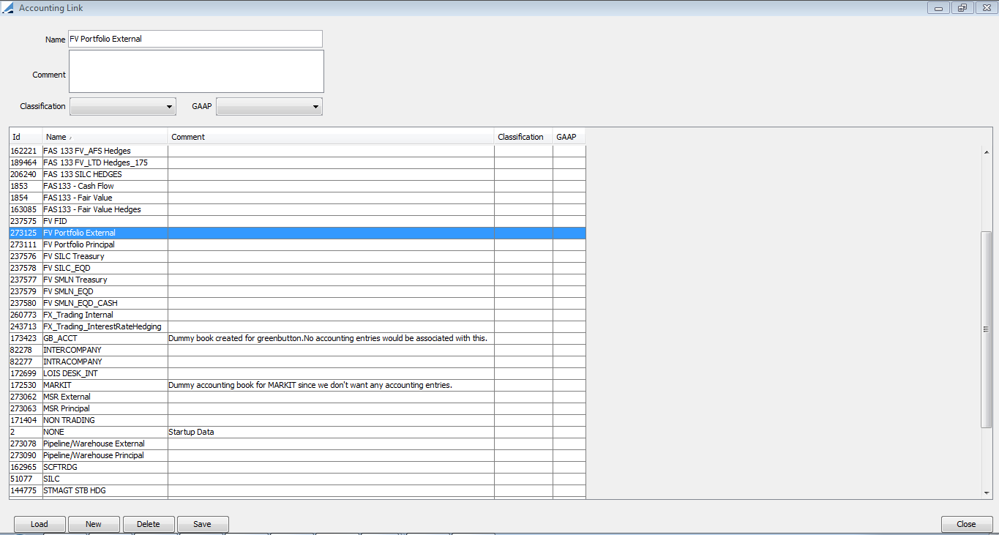 Accounting Link
Name FV Portfolio External
Comment
Classification GAAP
Id Name Comment Classification GAAP
162221 FAS 133 FV_AFS Hedges
189464 FAS 133 FV_LTD Hedges_175
206240 FAS 133 SILC HEDGES
1853 FAS133 - Cash Flow
1854 FAS133 - Fair Value
163085 FAS133 - Fair Value Hedges
237575 FV FID
273125 FV Portfolio External
273111 FV Portfolio Principal
237576 FV SILC Treasury
237578 FV SILC_EQD
237577 FV SMLN Treasury
237579 FV SMLN_EQD
237580 FV SMLN_EQD_CASH
260773 FX_Trading Internal
243713 FX_Trading_InterestRateHedging
173423 GB_ACCT Dummy book created for greenbutton.No accounting entries would be associated with this.
82278 INTERCOMPANY
82277 INTRACOMPANY
172699 LOIS DESK_INT
172530 MARKIT Dummy accounting book for MARKIT since we don't want any accounting entries.
273062 MSR External
273063 MSR Principal
171404 NON TRADING
2 NONE Startup Data
273078 Pipeline/Warehouse External
273090 Pipeline/Warehouse Principal
162965 SCFTRDG
51077 SILC
144775 STMAGT STB HDG
Load New Delete Save Close